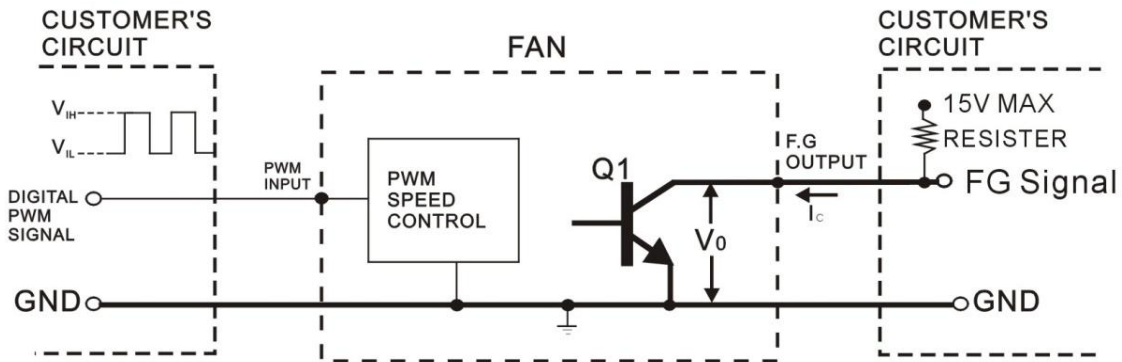 CUSTOMER'S
CIRCUIT
FAN
CUSTOMER'S
CIRCUIT
VIH
VIL
15V MAX
RESISTER
PWM
INPUT
PWM
SPEED
CONTROL
Q1
F.G
OUTPUT
FG Signal
DIGITAL
PWM
SIGNAL
V0
IC
GND
GND